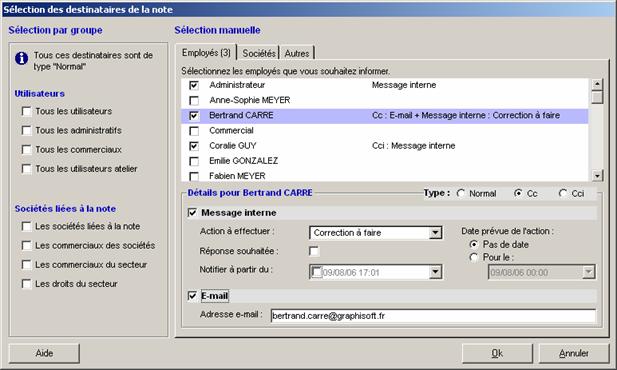 Sélection des destinataires de la note
Sélection par groupe
Tous ces destinataires sont de
type "Normal"
Utilisateurs
Tous les utilisateurs
Tous les administratifs
Tous les commerciaux
Tous les utilisateurs atelier
Sociétés liées à la note
Les sociétés liées à la note
Les commerciaux des sociétés
Les commerciaux du secteur
Les droits du secteur
Sélection manuelle
Employés (3) Sociétés Autres
Sélectionnez les employés que vous souhaitez informer.
Administrateur Message interne
Anne-Sophie MEYER
Bertrand CARRE Cc : E-mail + Message interne : Correction à faire
Commercial
Coralie GUY Cci : Message interne
Emilie GONZALEZ
Fabien MEYER
Détails pour Bertrand CARRE Type : Normal Cc Cci
Message interne
Action à effectuer : Correction à faire Date prévue de l'action :
Réponse souhaitée : Pas de date
Pour le :
Notifier à partir du : 09/08/06 17:01 09/08/06 00:00
E-mail
Adresse e-mail : bertrand.carre@graphisoft.fr
Aide Ok Annuler